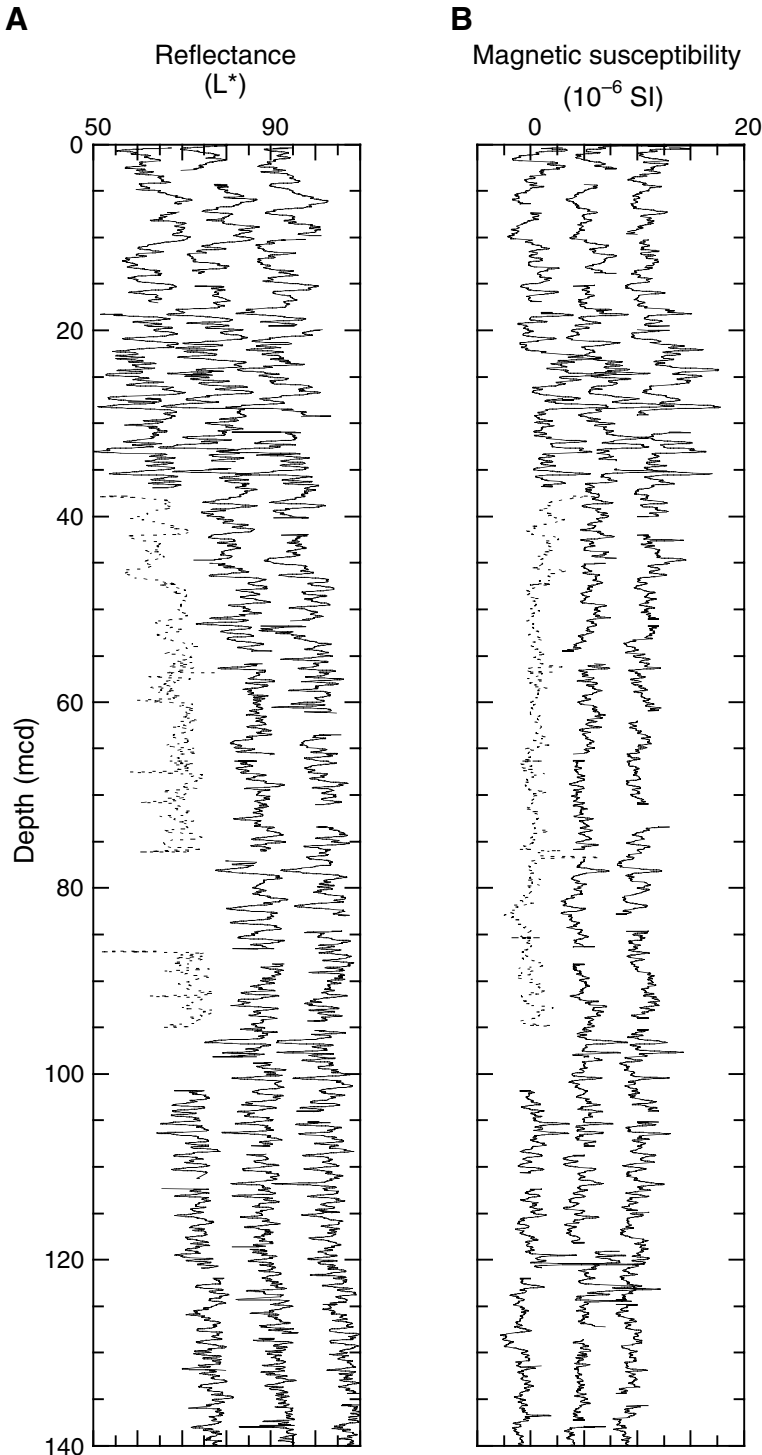 A
B
Reflectance
(L*)
Magnetic susceptibility
(10⁻⁶ SI)
50 90
0 20
0
20
40
60
80
100
120
140
Depth (mcd)